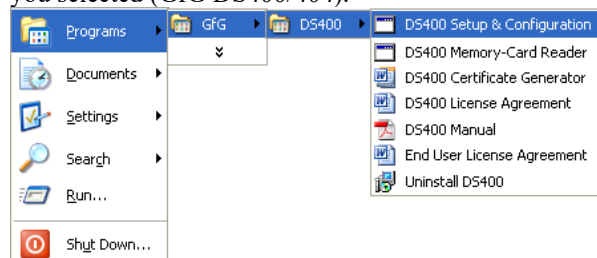 you selected (GfG DS400/404).
Programs
GfG
DS400
DS400 Setup & Configuration
DS400 Memory-Card Reader
Documents
DS400 Certificate Generator
DS400 License Agreement
Settings
DS400 Manual
Search
End User License Agreement
Uninstall DS400
Run...
Shut Down...